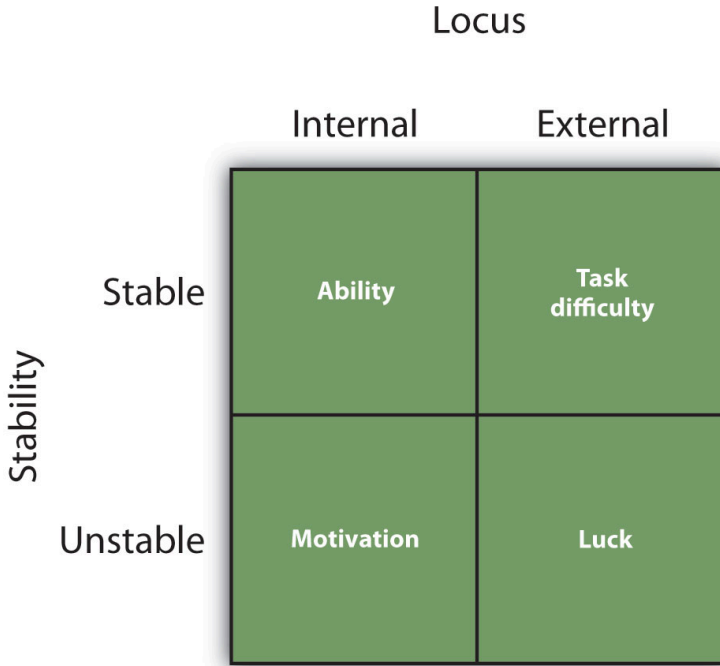 Locus
Internal External
Stable
Ability
Task
difficulty
Stability
Unstable
Motivation
Luck